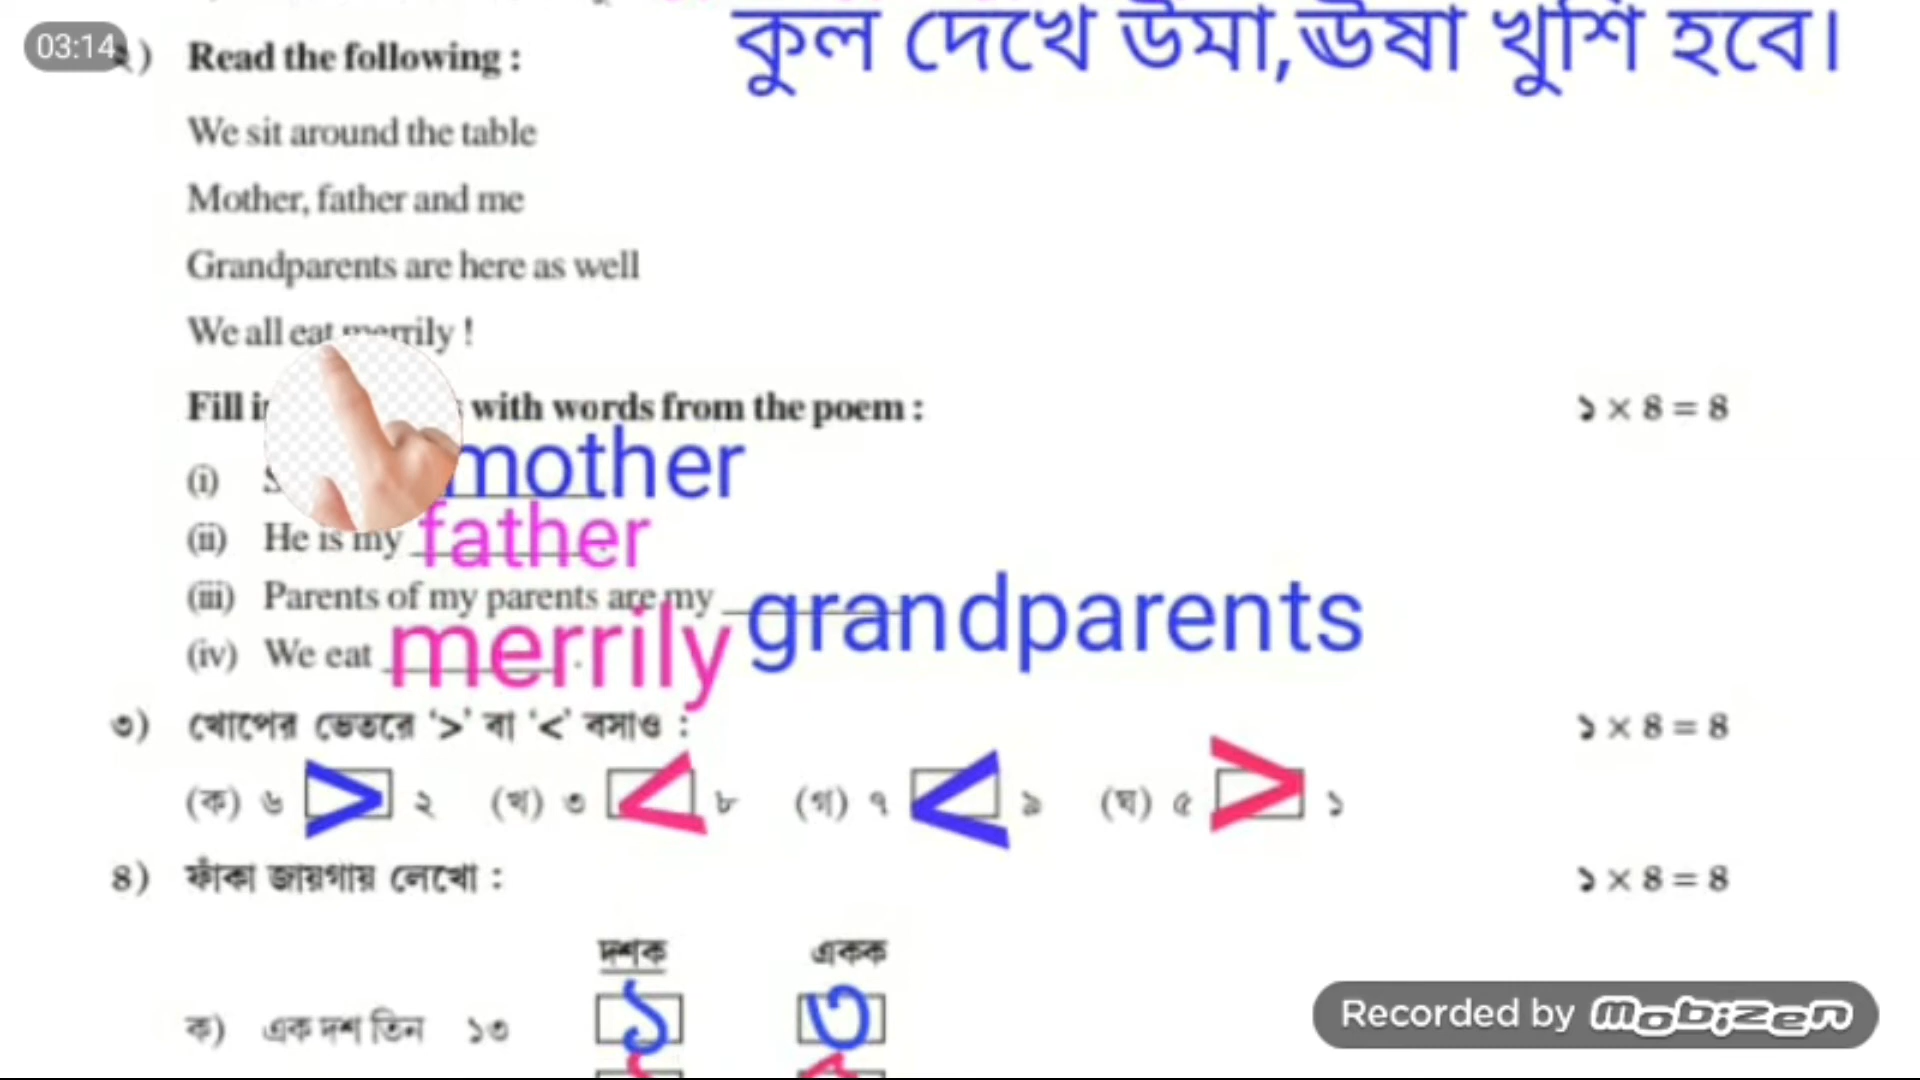 03:14
কুল দেখে উমা,ঊষা খুশি হবে।
২) Read the following :
We sit around the table
Mother, father and me
Grandparents are here as well
We all eat merrily !
Fill in with words from the poem :
১ × ৪ = ৪
(i) mother
(ii) He is my father
(iii) Parents of my parents are my grandparents
(iv) We eat merrily .
৩) খোপের ভেতরে '>' বা '<' বসাও :
১ × ৪ = ৪
(ক) ৬ > ২ (খ) ৩ < ৮ (গ) ৭ < ৯ (ঘ) ৫ > ১
৪) ফাঁকা জায়গায় লেখো :
১ × ৪ = ৪
দশক একক
ক) এক দশ তিন ১৩ ১ ৩
Recorded by mobizen